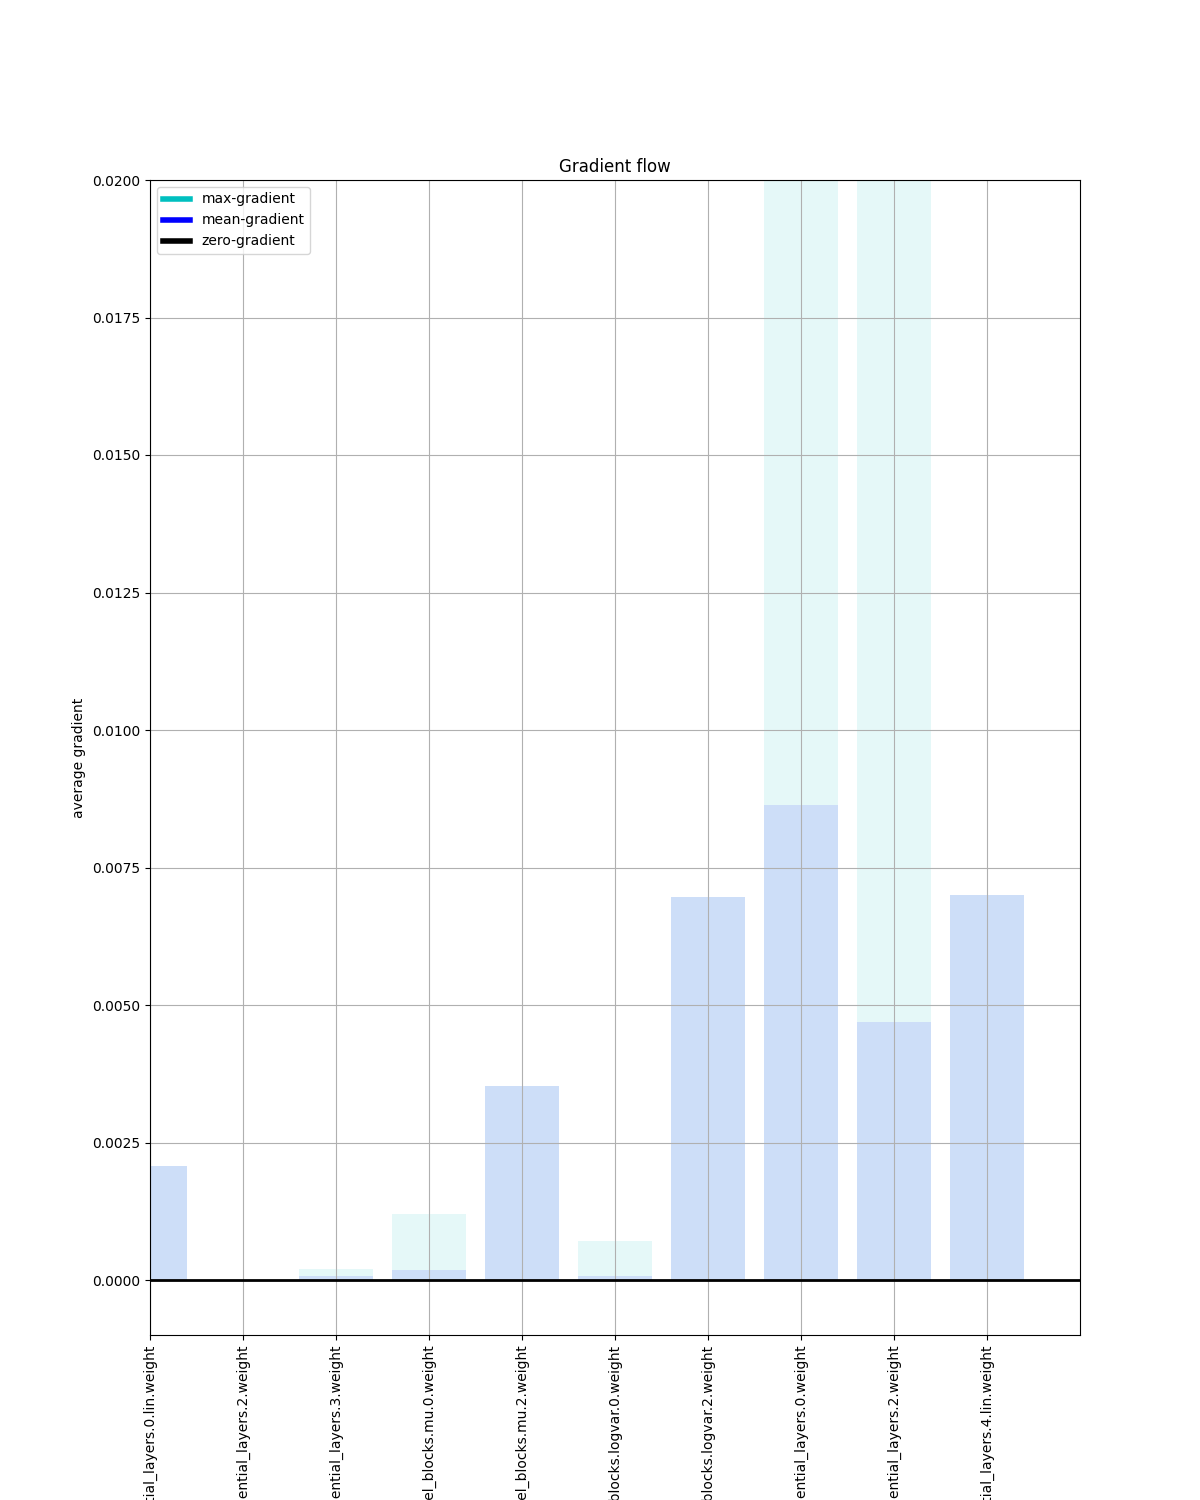 Gradient flow
max-gradient
mean-gradient
zero-gradient
0.0200
0.0175
0.0150
0.0125
0.0100
0.0075
0.0050
0.0025
0.0000
average gradient
tial_layers.0.lin.weight
ential_layers.2.weight
ential_layers.3.weight
el_blocks.mu.0.weight
el_blocks.mu.2.weight
blocks.logvar.0.weight
blocks.logvar.2.weight
ential_layers.0.weight
ential_layers.2.weight
tial_layers.4.lin.weight